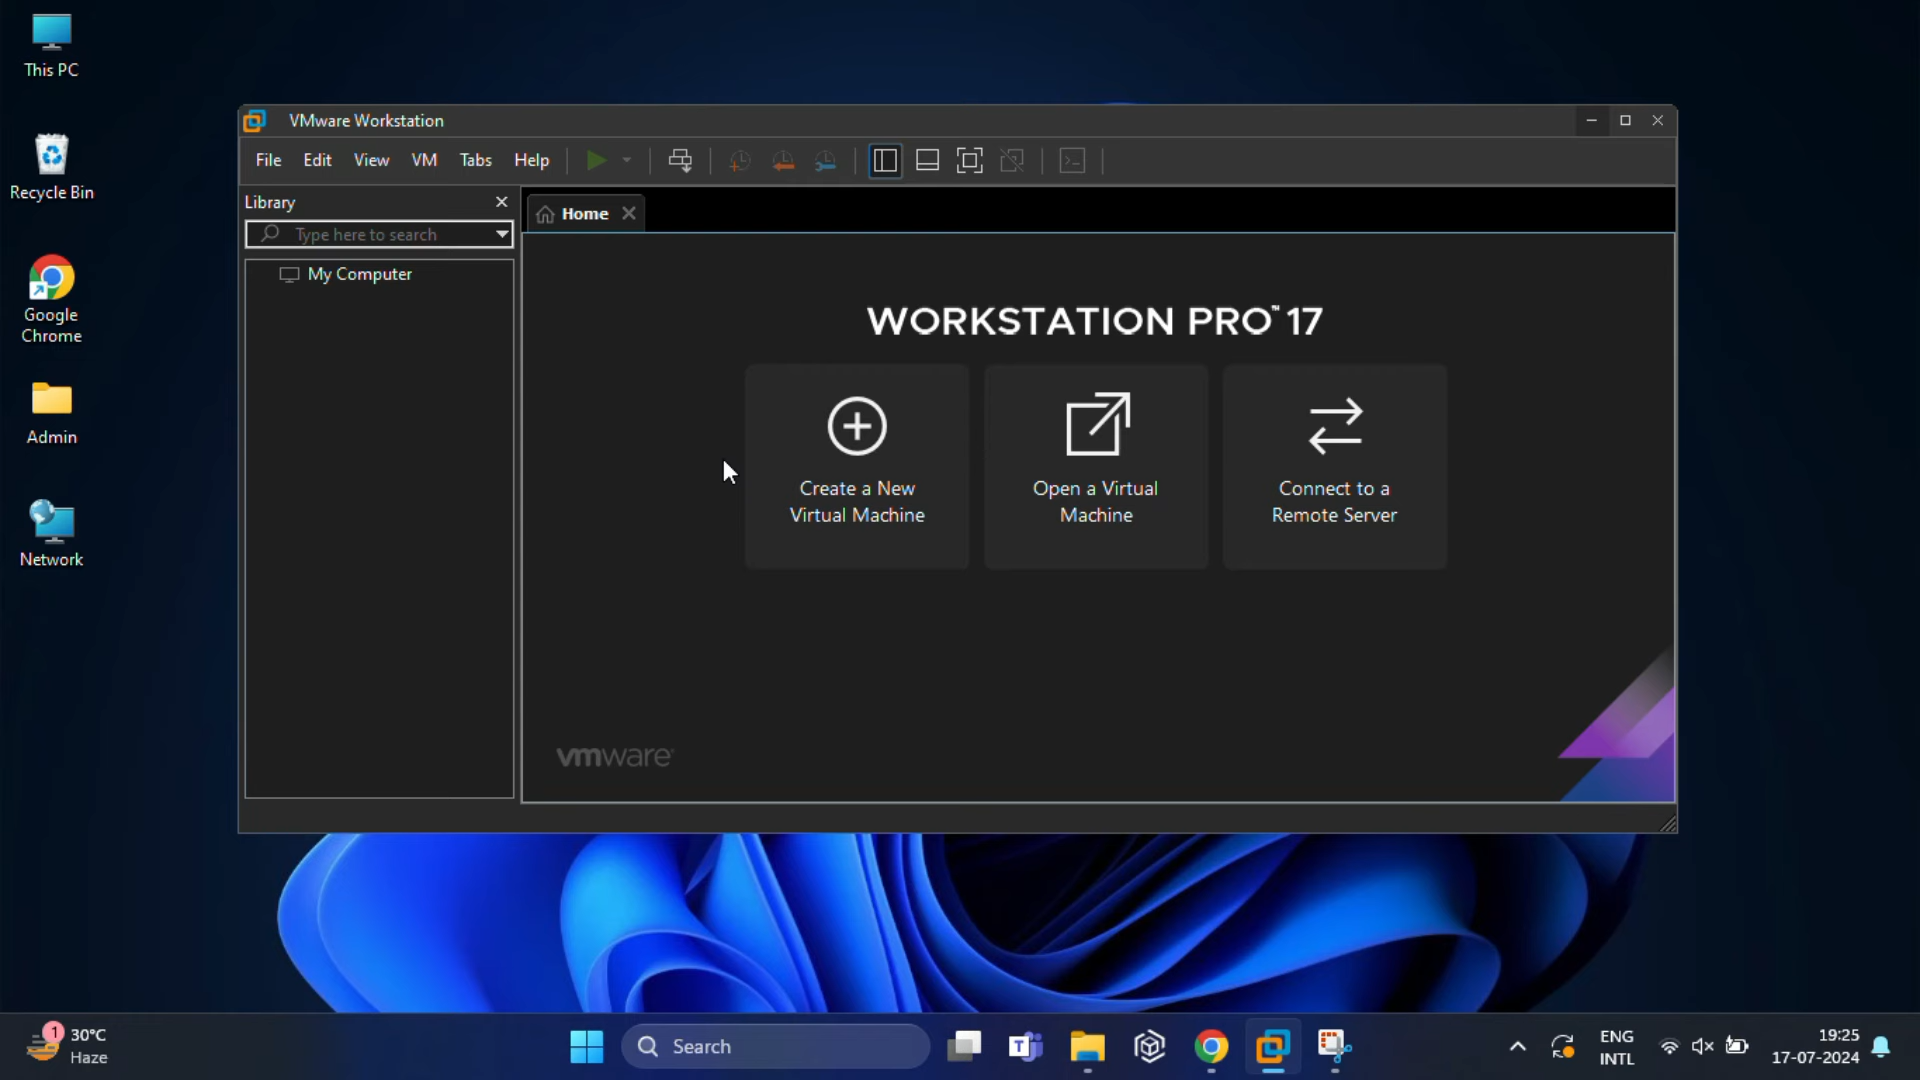 This PC
Recycle Bin
Google
Chrome
Admin
Network
VMware Workstation
File Edit View VM Tabs Help
Library
Type here to search
My Computer
Home
WORKSTATION PRO™ 17
Create a New
Virtual Machine
Open a Virtual
Machine
Connect to a
Remote Server
vmware
1
30°C
Haze
Search
T
ENG
INTL
19:25
17-07-2024